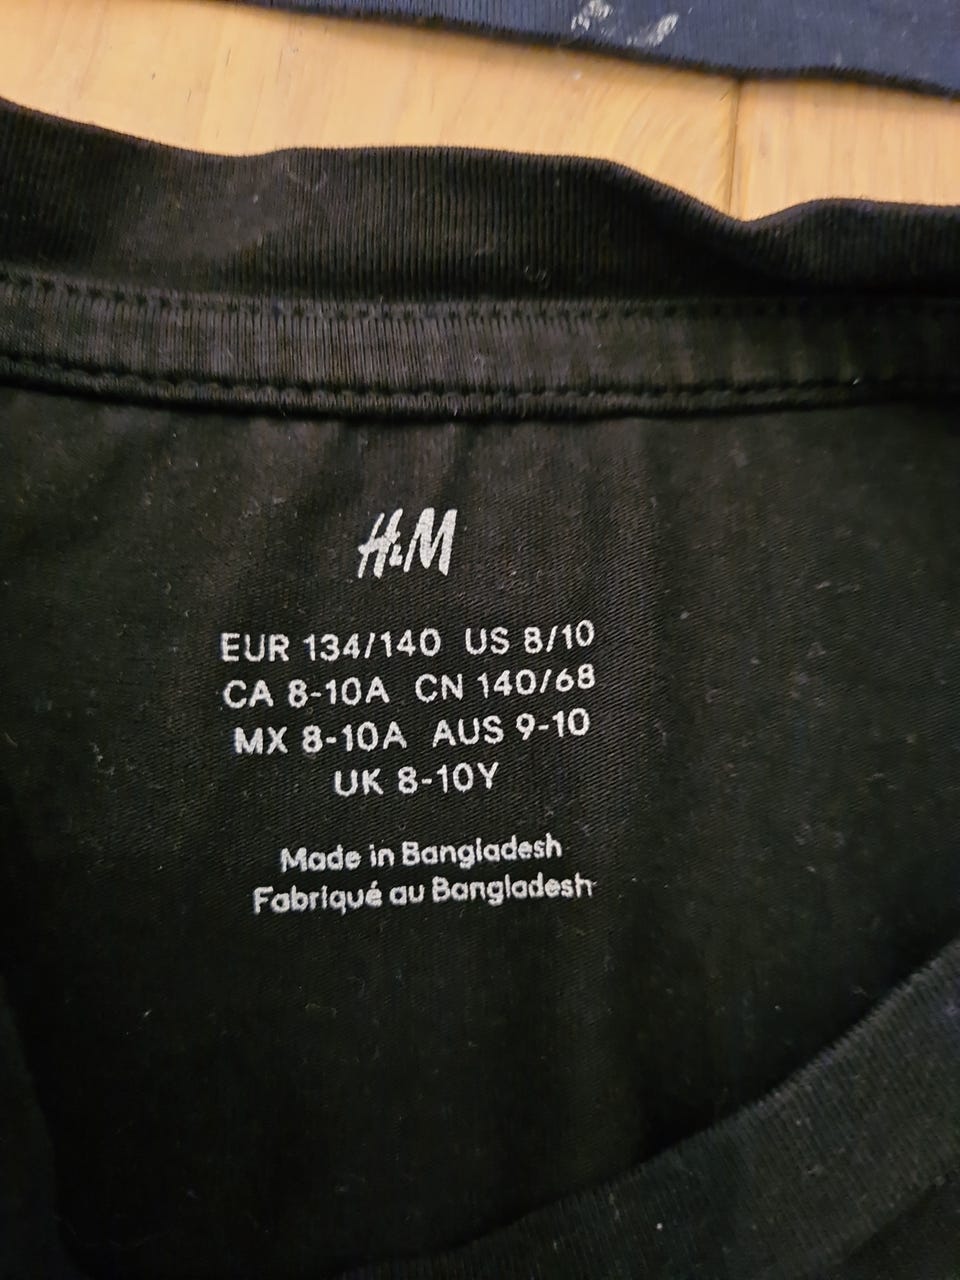 H&M
EUR 134/140 US 8/10
CA 8-10A CN 140/68
MX 8-10A AUS 9-10
UK 8-10Y
Made in Bangladesh
Fabriqué au Bangladesh